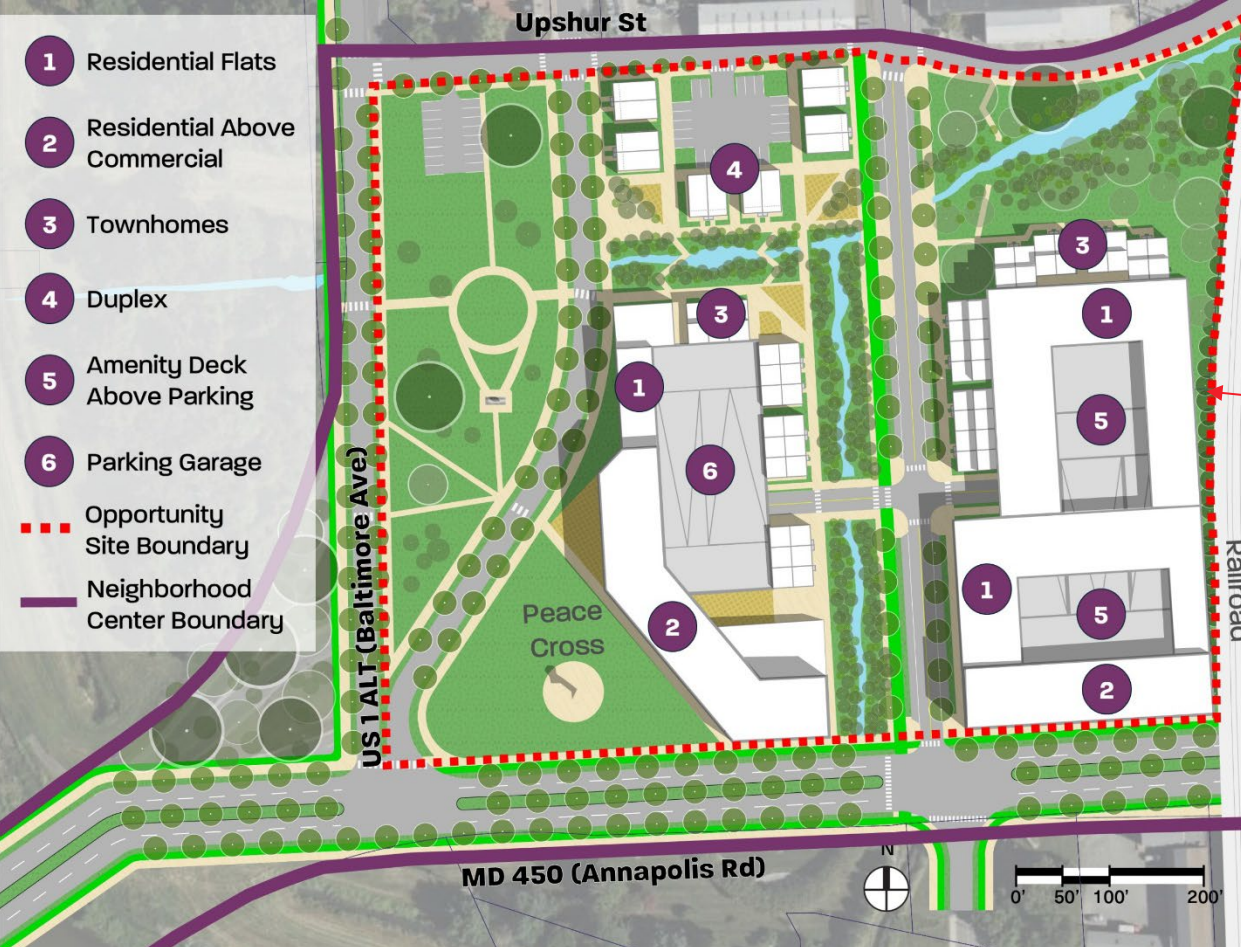 Upshur St
1 Residential Flats
2 Residential Above
Commercial
3 Townhomes
4 Duplex
5 Amenity Deck
Above Parking
6 Parking Garage
Opportunity
Site Boundary
Neighborhood
Center Boundary
4
3
3
1
1
5
6
1
5
2
2
Peace
Cross
US 1 ALT (Baltimore Ave)
Railroad
MD 450 (Annapolis Rd)
N
0' 50' 100' 200'